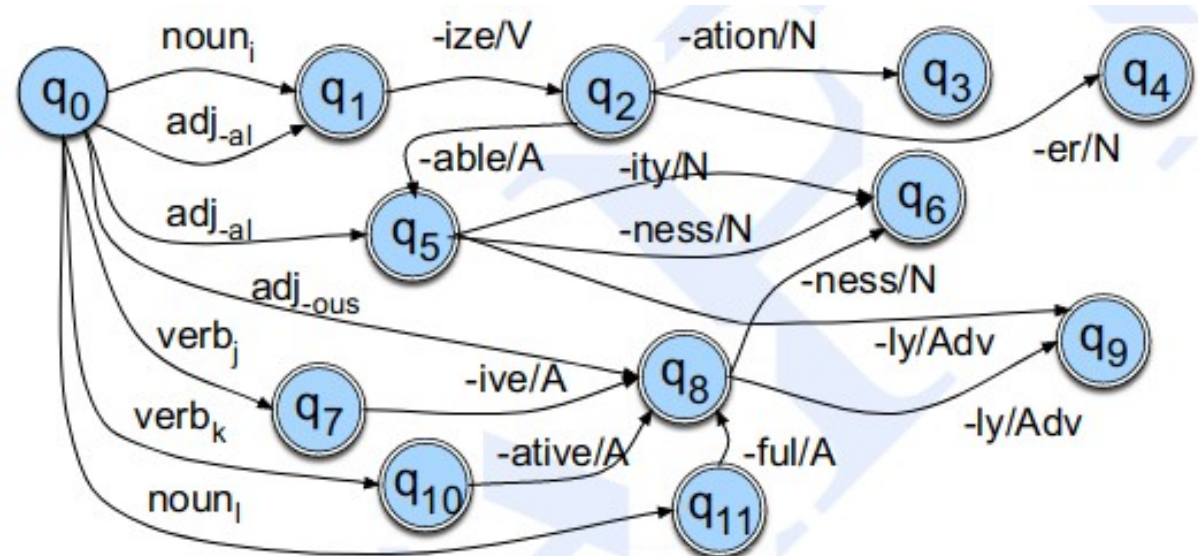 noun_i
-ize/V
-ation/N
q_0
q_1
q_2
q_3
q_4
adj_-al
-er/N
-able/A
-ity/N
q_6
adj_-al
q_5
-ness/N
adj_-ous
-ness/N
verb_j
-ly/Adv
q_9
-ive/A
q_8
q_7
verb_k
-ly/Adv
-ative/A
-ful/A
q_10
noun_l
q_11